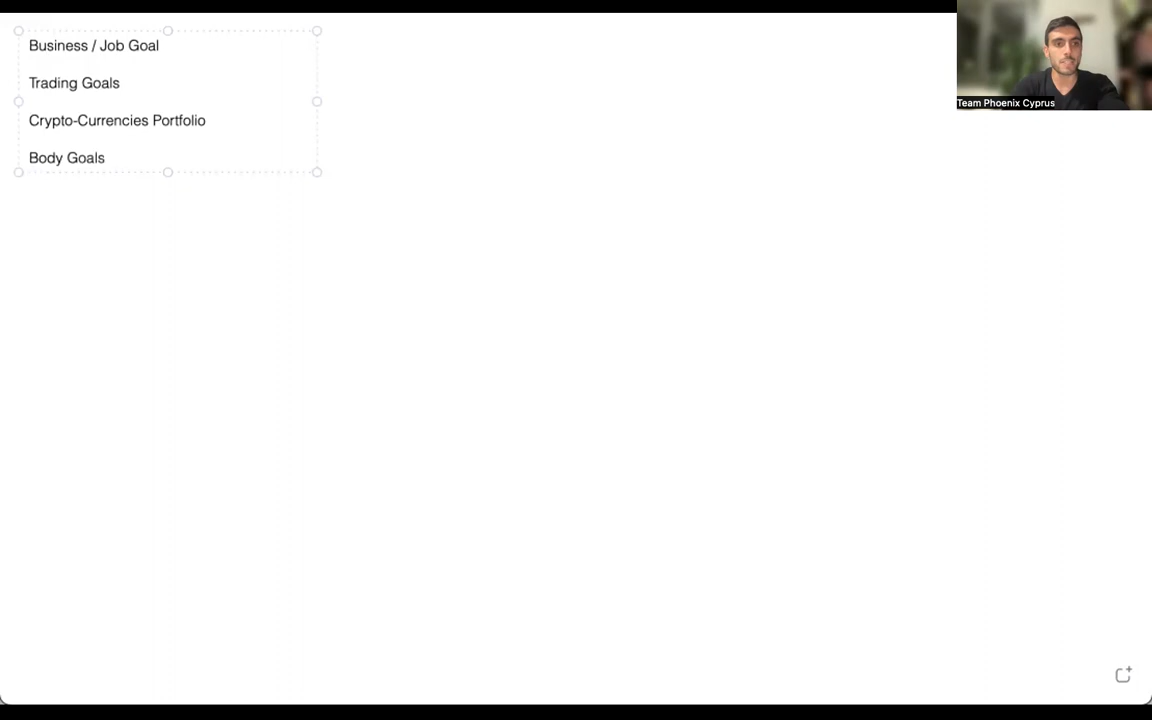 Business / Job Goal
Trading Goals
Crypto-Currencies Portfolio
Body Goals
Team Phoenix Cyprus